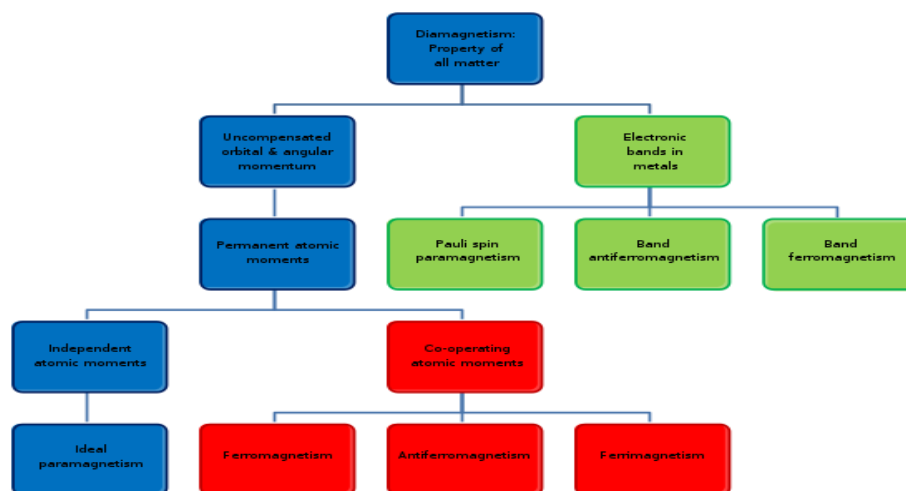 Diamagnetism:
Property of
all matter
Uncompensated
orbital & angular
momentum
Electronic
bands in
metals
Permanent atomic
moments
Pauli spin
paramagnetism
Band
antiferromagnetism
Band
ferromagnetism
Independent
atomic moments
Co-operating
atomic moments
Ideal
paramagnetism
Ferromagnetism
Antiferromagnetism
Ferrimagnetism